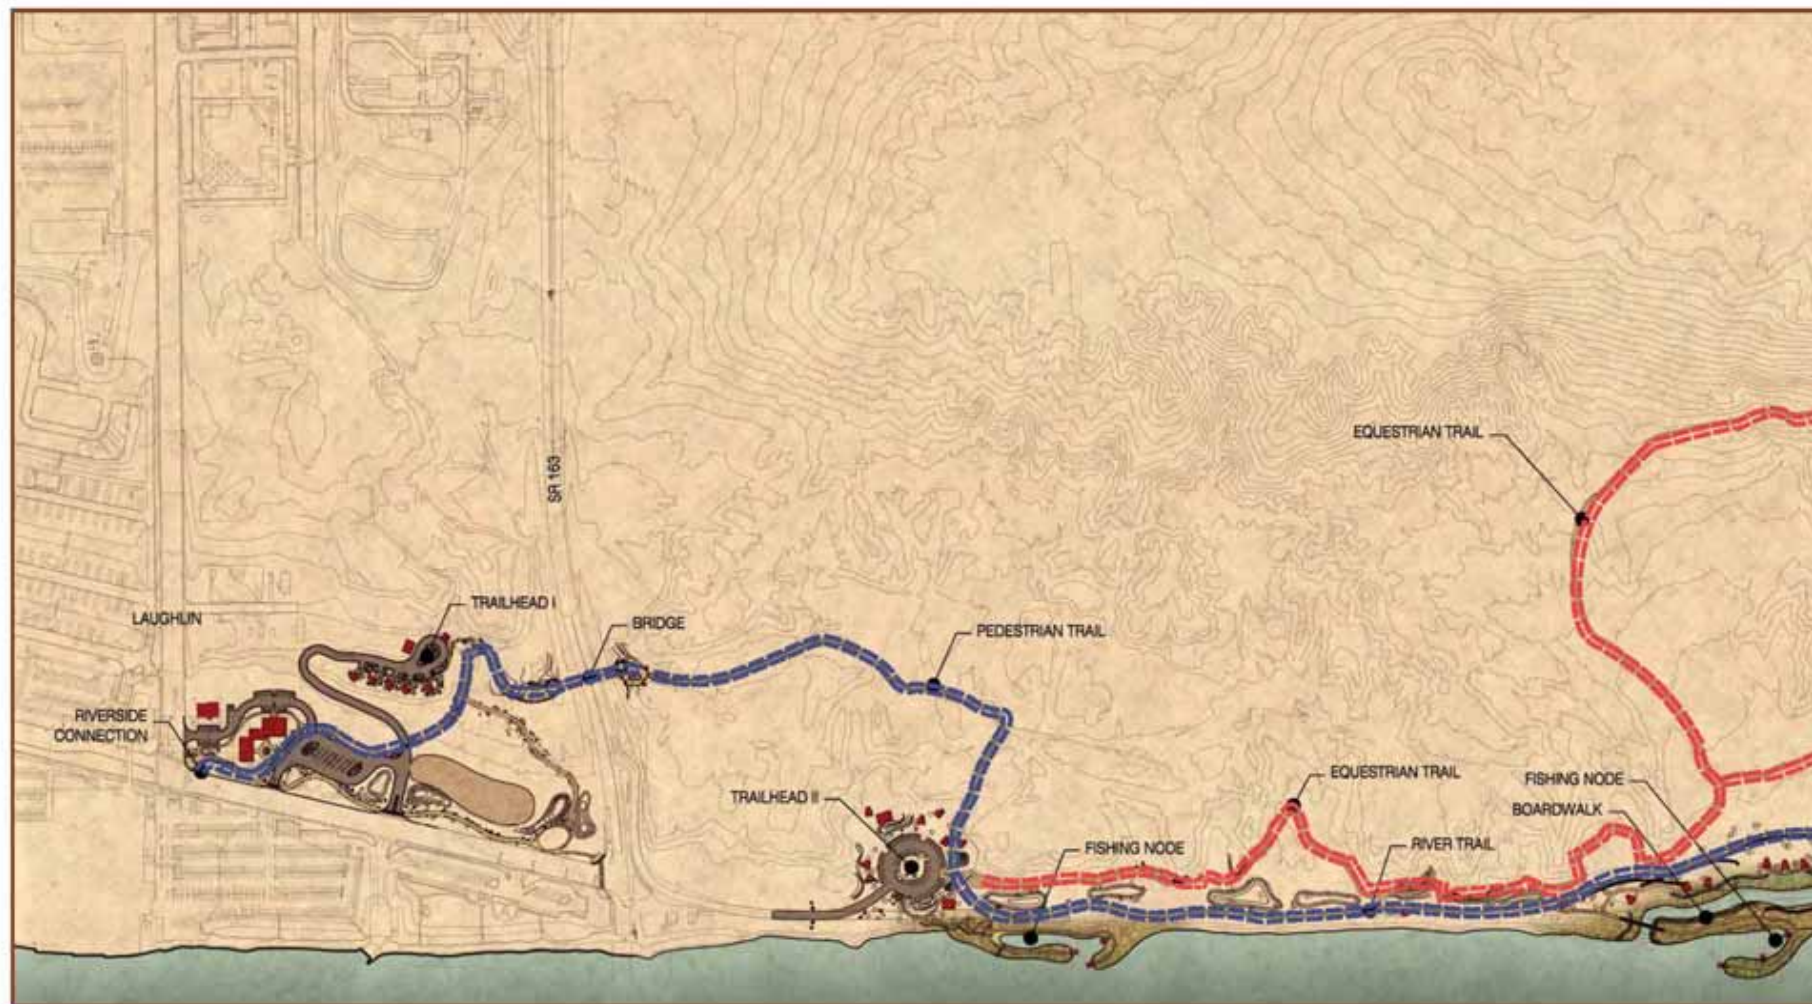 EQUESTRIAN TRAIL
SR 163
LAUGHLIN
TRAILHEAD I
BRIDGE
PEDESTRIAN TRAIL
RIVERSIDE
CONNECTION
TRAILHEAD II
EQUESTRIAN TRAIL
FISHING NODE
BOARDWALK
FISHING NODE
RIVER TRAIL